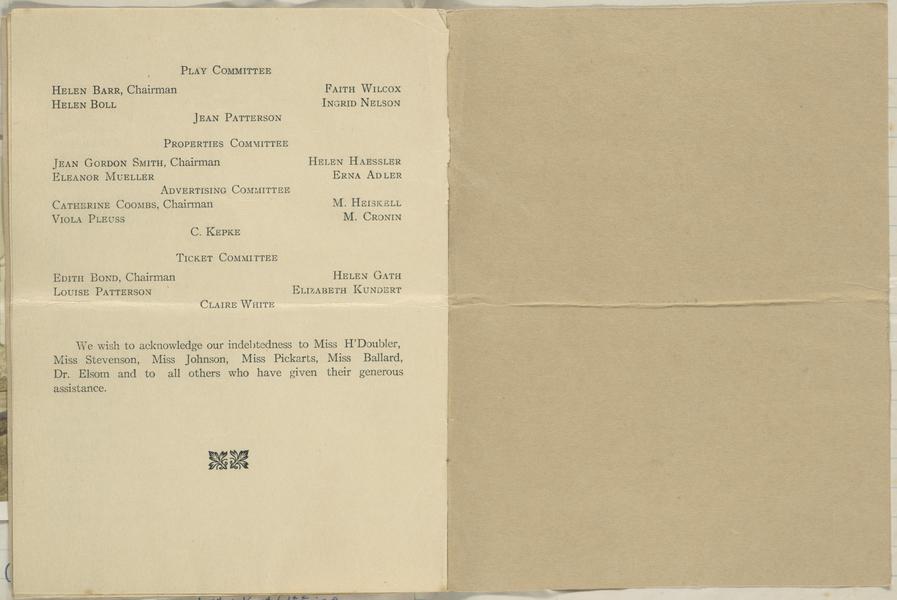 PLAY COMMITTEE
HELEN BARR, Chairman FAITH WILCOX
HELEN BOLL INGRID NELSON
JEAN PATTERSON
PROPERTIES COMMITTEE
JEAN GORDON SMITH, Chairman HELEN HAESSLER
ELEANOR MUELLER ERNA ADLER
ADVERTISING COMMITTEE
CATHERINE COOMBS, Chairman M. HEISKELL
VIOLA PLEUSS M. CRONIN
C. KEPKE
TICKET COMMITTEE
EDITH BOND, Chairman HELEN GATH
LOUISE PATTERSON ELIZABETH KUNDERT
CLAIRE WHITE
We wish to acknowledge our indebtedness to Miss H'Doubler,
Miss Stevenson, Miss Johnson, Miss Pickarts, Miss Ballard,
Dr. Elsom and to all others who have given their generous
assistance.